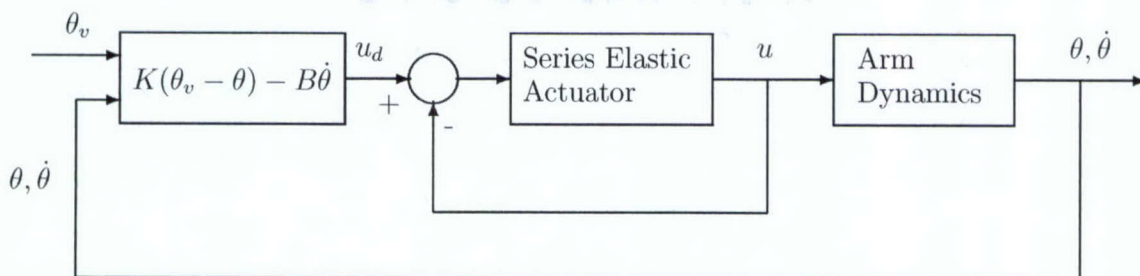 θ_v
K(θ_v − θ) − Bθ̇
u_d
+
-
Series Elastic
Actuator
u
Arm
Dynamics
θ, θ̇
θ, θ̇